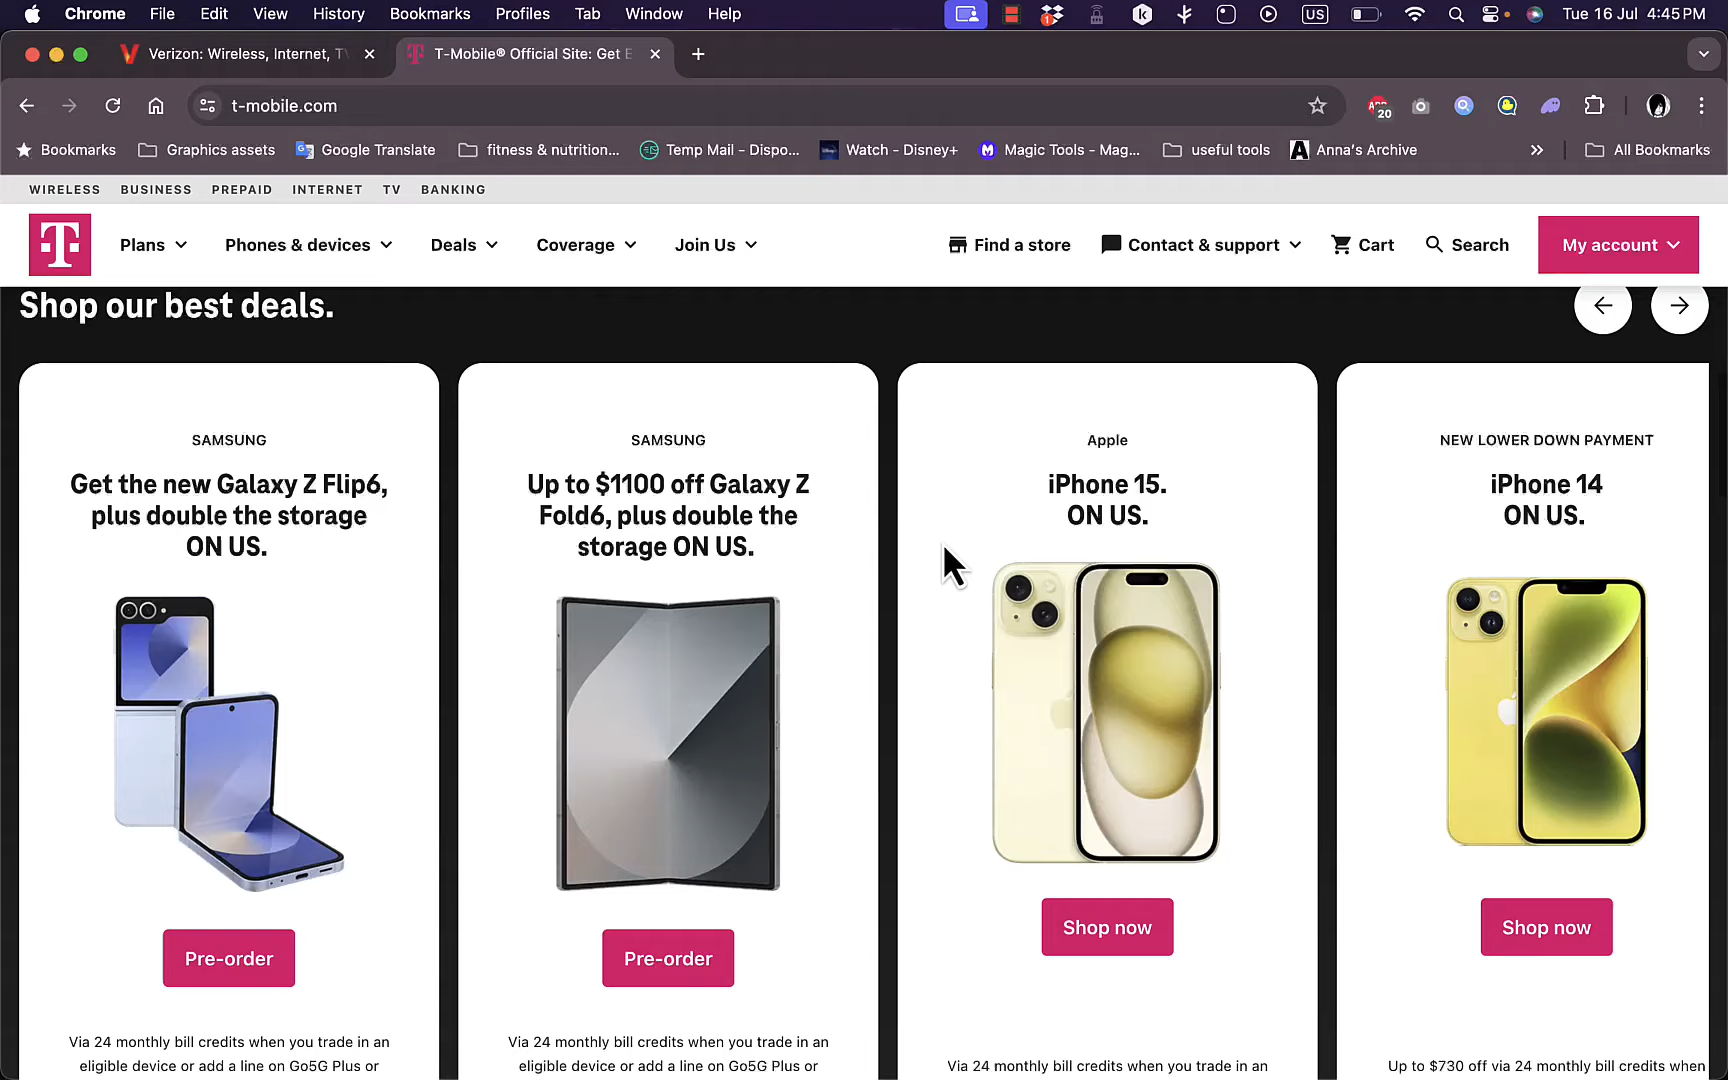 Chrome File Edit View History Bookmarks Profiles Tab Window Help US Tue 16 Jul 4:45 PM
Verizon: Wireless, Internet, T T-Mobile® Official Site: Get E
t-mobile.com 20
Bookmarks Graphics assets Google Translate fitness & nutrition... Temp Mail - Dispo... Watch - Disney+ Magic Tools - Mag... useful tools Anna's Archive All Bookmarks
WIRELESS BUSINESS PREPAID INTERNET TV BANKING
T Plans Phones & devices Deals Coverage Join Us Find a store Contact & support Cart Search My account
Shop our best deals.
SAMSUNG
Get the new Galaxy Z Flip6,
plus double the storage
ON US.
Pre-order
Via 24 monthly bill credits when you trade in an
eligible device or add a line on Go5G Plus or
SAMSUNG
Up to $1100 off Galaxy Z
Fold6, plus double the
storage ON US.
Pre-order
Via 24 monthly bill credits when you trade in an
eligible device or add a line on Go5G Plus or
Apple
iPhone 15.
ON US.
Shop now
Via 24 monthly bill credits when you trade in an
NEW LOWER DOWN PAYMENT
iPhone 14
ON US.
Shop now
Up to $730 off via 24 monthly bill credits when